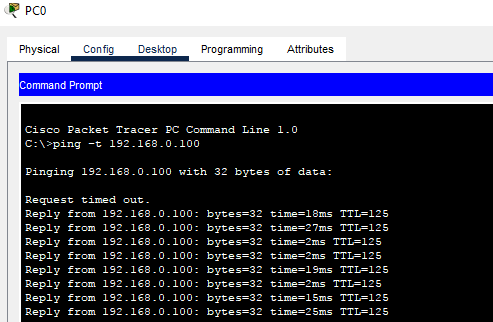 PC0
Physical Config Desktop Programming Attributes
Command Prompt
Cisco Packet Tracer PC Command Line 1.0
C:\>ping -t 192.168.0.100
Pinging 192.168.0.100 with 32 bytes of data:
Request timed out.
Reply from 192.168.0.100: bytes=32 time=18ms TTL=125
Reply from 192.168.0.100: bytes=32 time=27ms TTL=125
Reply from 192.168.0.100: bytes=32 time=2ms TTL=125
Reply from 192.168.0.100: bytes=32 time=2ms TTL=125
Reply from 192.168.0.100: bytes=32 time=19ms TTL=125
Reply from 192.168.0.100: bytes=32 time=2ms TTL=125
Reply from 192.168.0.100: bytes=32 time=15ms TTL=125
Reply from 192.168.0.100: bytes=32 time=25ms TTL=125